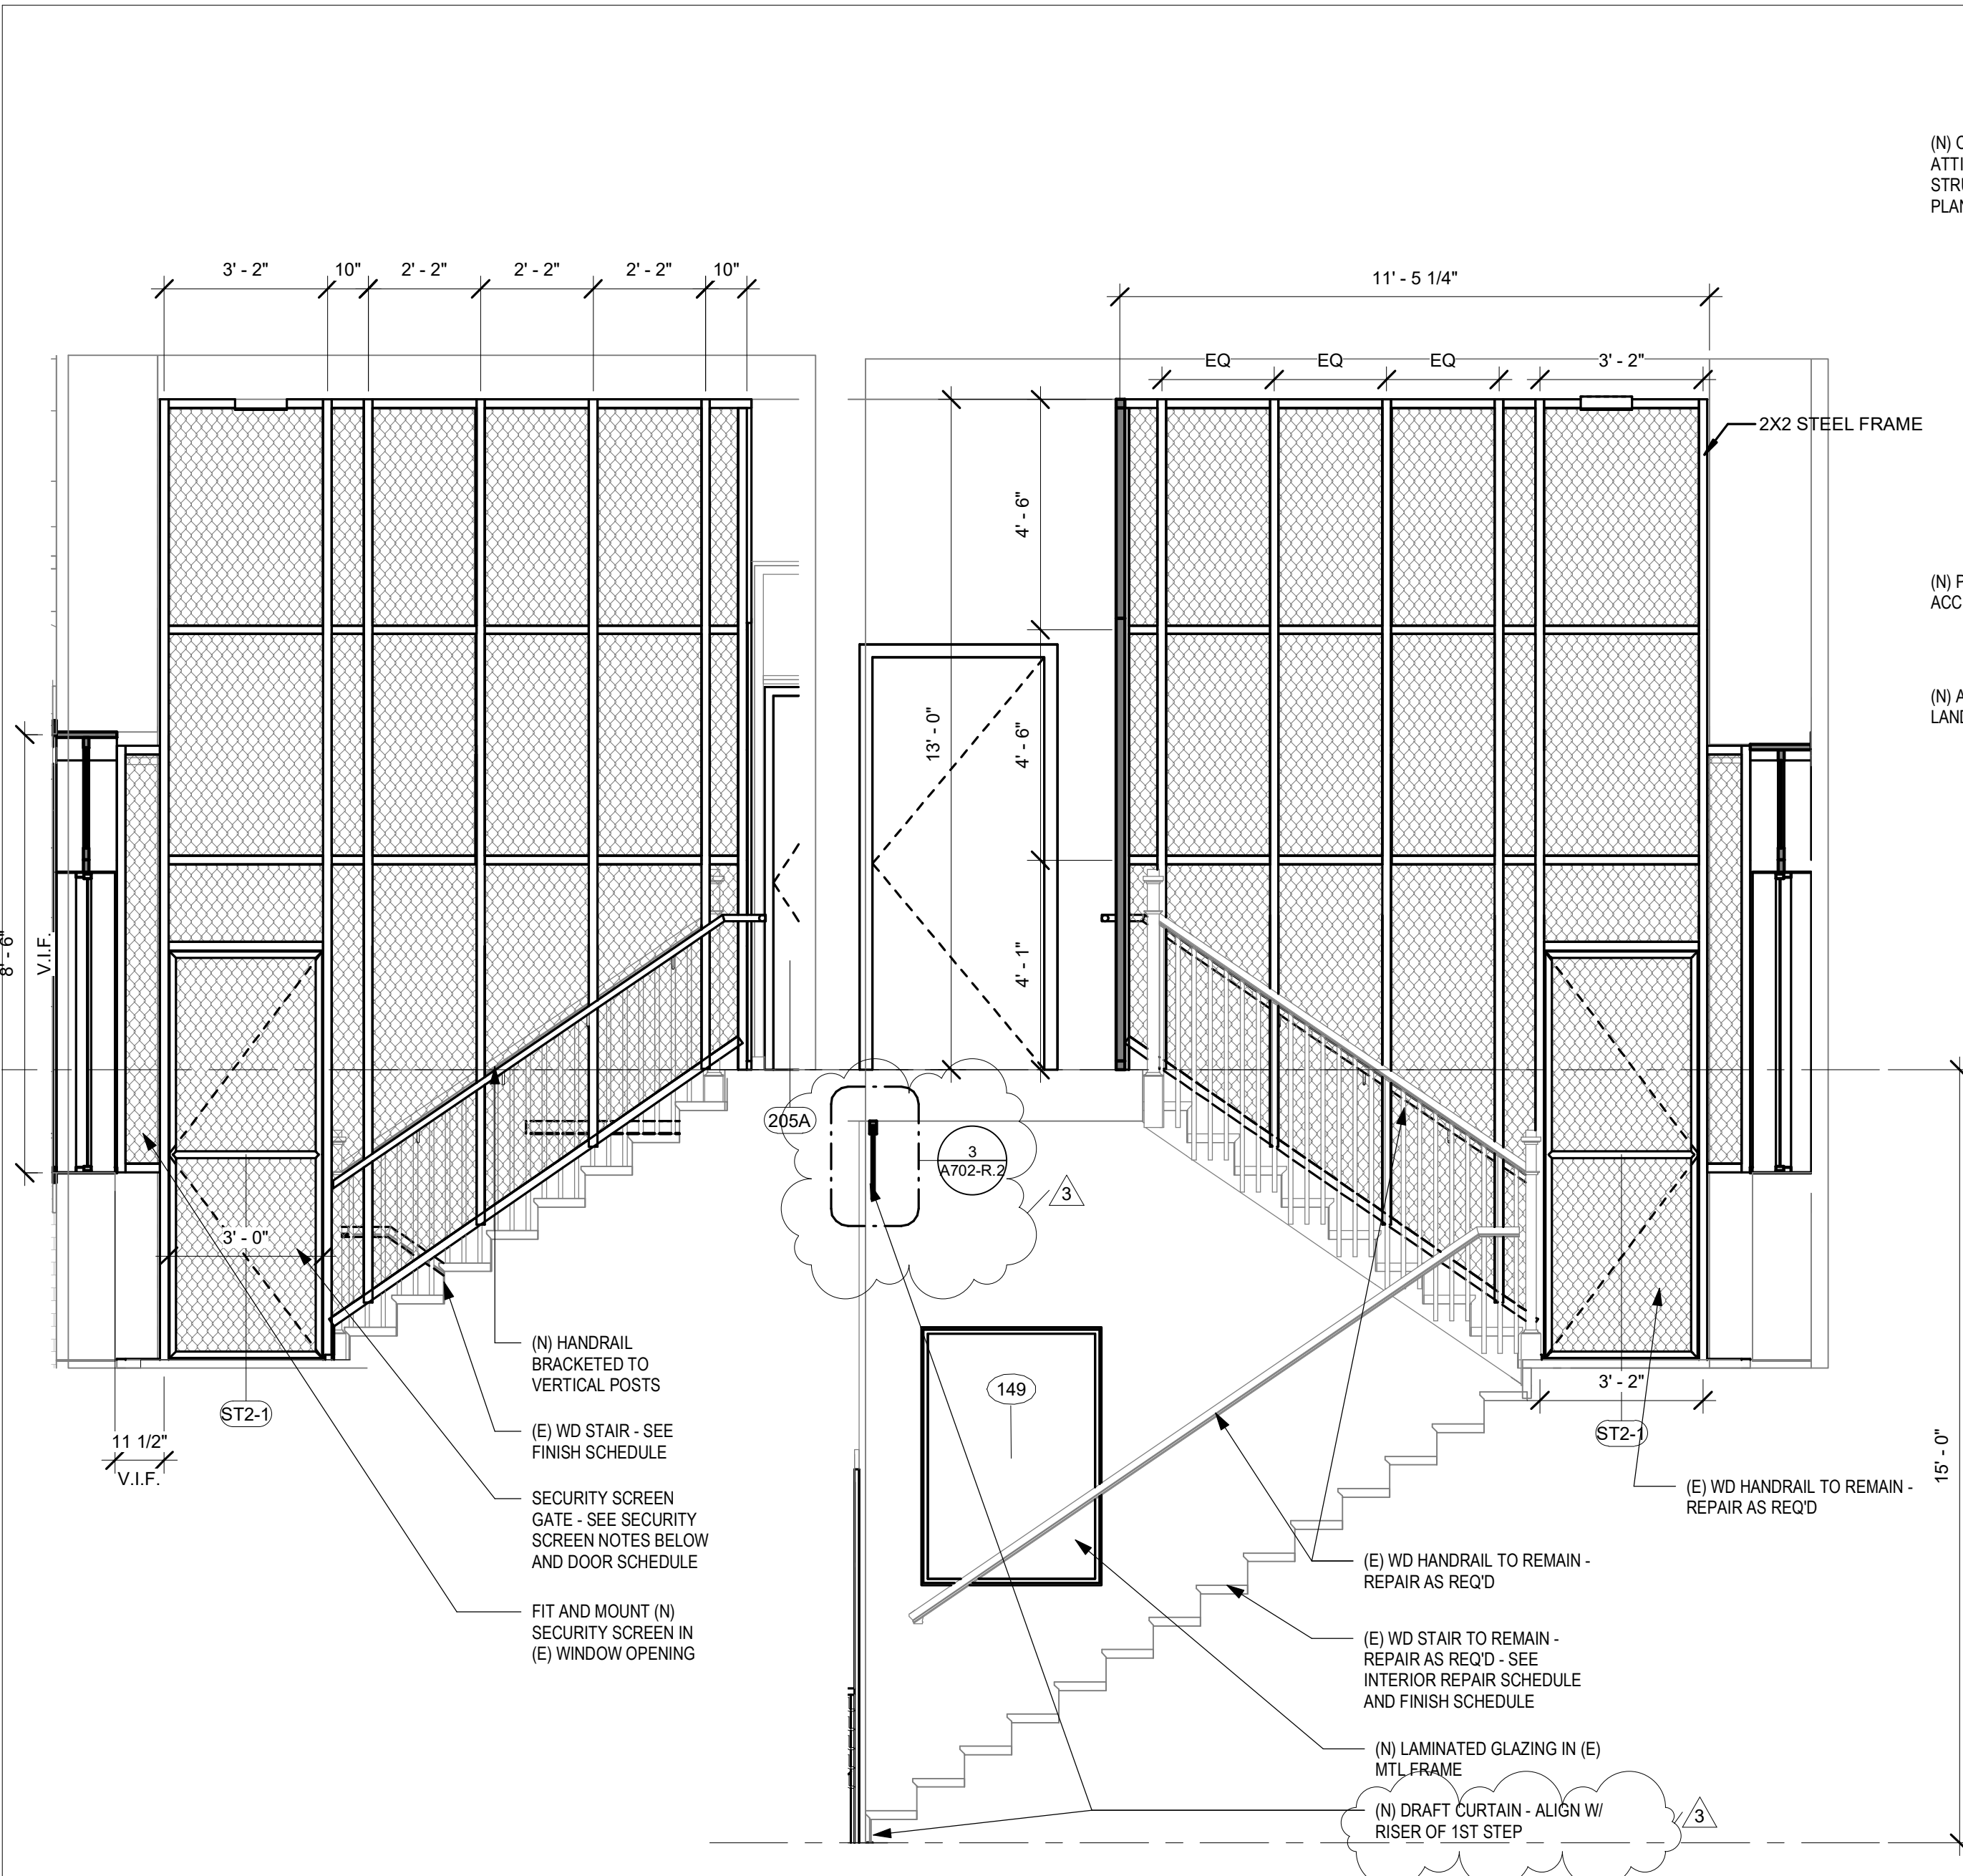 (N) C
ATTI
STRU
PLAN
3' - 2"
10"
2' - 2"
2' - 2"
2' - 2"
10"
11' - 5 1/4"
EQ
EQ
EQ
3' - 2"
2X2 STEEL FRAME
4' - 6"
(N) P
ACC
(N) A
LAND
13' - 0"
4' - 6"
8' - 6"
V.I.F.
4' - 1"
205A
3
A702-R.2
3
3' - 0"
(N) HANDRAIL
BRACKETED TO
VERTICAL POSTS
149
3' - 2"
ST2-1
ST2-1
11 1/2"
V.I.F.
(E) WD STAIR - SEE
FINISH SCHEDULE
15' - 0"
(E) WD HANDRAIL TO REMAIN -
REPAIR AS REQ'D
SECURITY SCREEN
GATE - SEE SECURITY
SCREEN NOTES BELOW
AND DOOR SCHEDULE
(E) WD HANDRAIL TO REMAIN -
REPAIR AS REQ'D
FIT AND MOUNT (N)
SECURITY SCREEN IN
(E) WINDOW OPENING
(E) WD STAIR TO REMAIN -
REPAIR AS REQ'D - SEE
INTERIOR REPAIR SCHEDULE
AND FINISH SCHEDULE
(N) LAMINATED GLAZING IN (E)
MTL FRAME
(N) DRAFT CURTAIN - ALIGN W/
RISER OF 1ST STEP
3